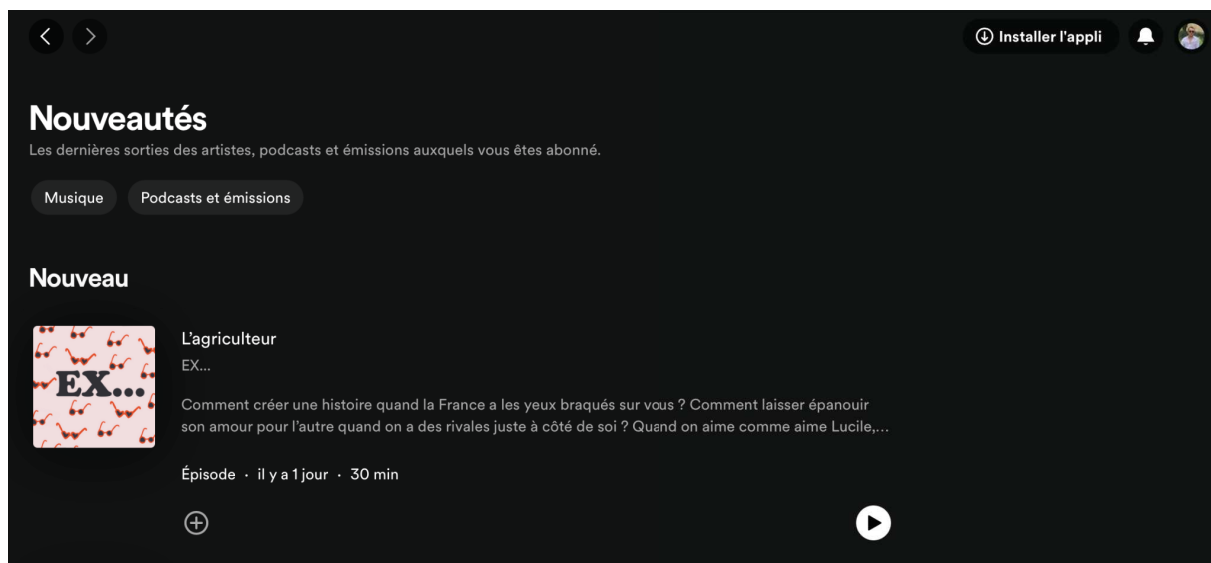 Installer l'appli
Nouveautés
Les dernières sorties des artistes, podcasts et émissions auxquels vous êtes abonné.
Musique
Podcasts et émissions
Nouveau
EX...
L’agriculteur
EX...
Comment créer une histoire quand la France a les yeux braqués sur vous ? Comment laisser épanouir
son amour pour l’autre quand on a des rivales juste à côté de soi ? Quand on aime comme aime Lucile,...
Épisode · il y a 1 jour · 30 min